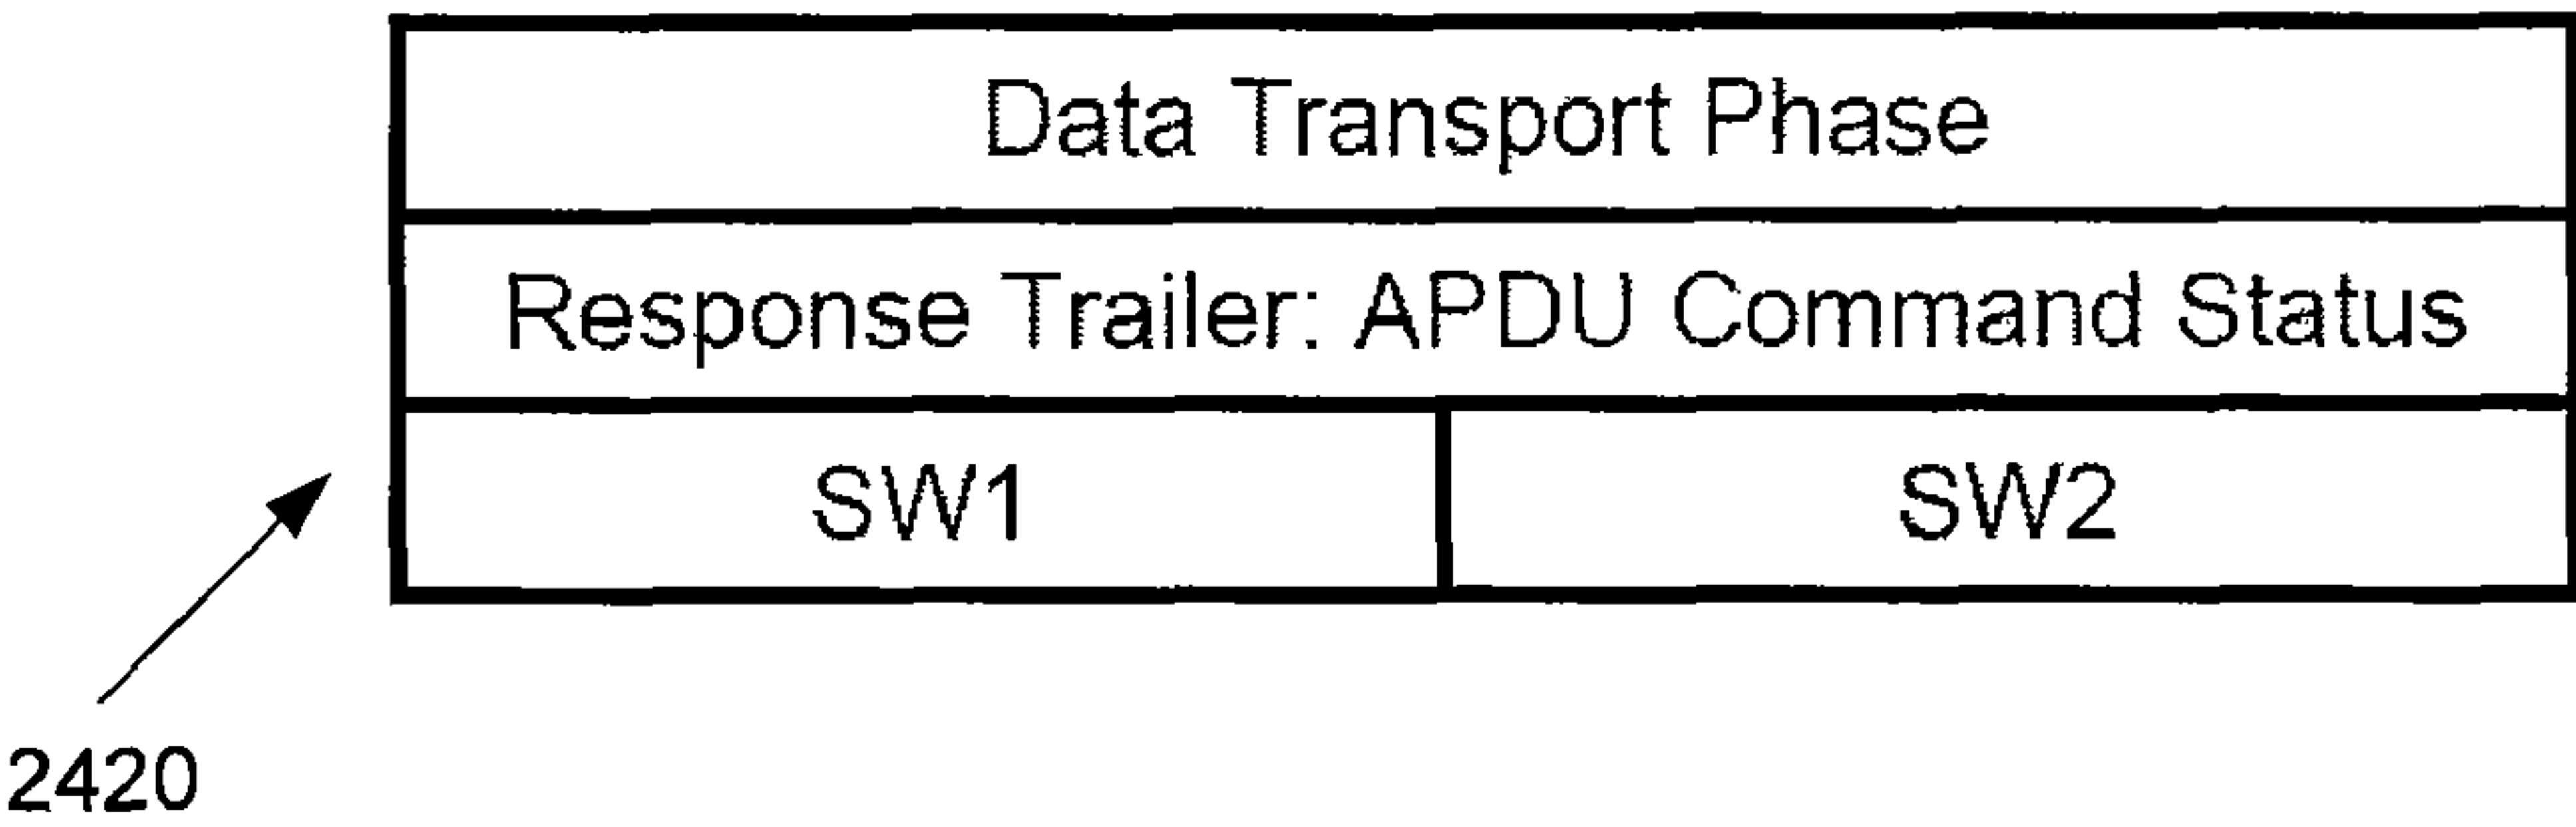 Data Transport Phase
Response Trailer: APDU Command Status
SW1 SW2
2420